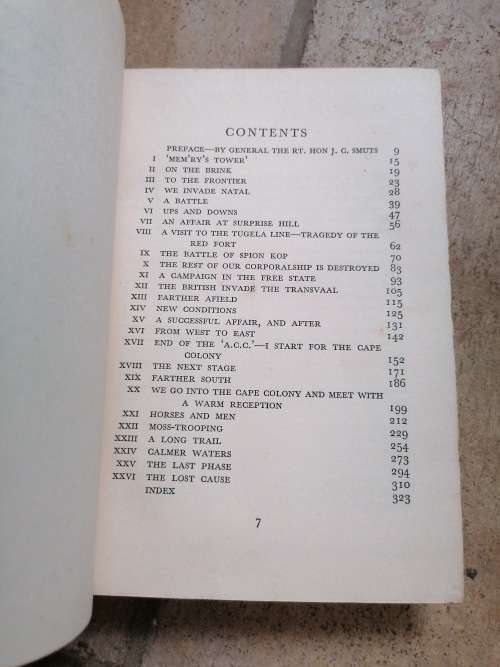 CONTENTS
PREFACE—BY GENERAL THE RT. HON J. C. SMUTS 9
I 'MEM'RY'S TOWER' 15
II ON THE BRINK 19
III TO THE FRONTIER 23
IV WE INVADE NATAL 28
V A BATTLE 39
VI UPS AND DOWNS 47
VII AN AFFAIR AT SURPRISE HILL 56
VIII A VISIT TO THE TUGELA LINE—TRAGEDY OF THE
RED FORT 62
IX THE BATTLE OF SPION KOP 70
X THE REST OF OUR CORPORALSHIP IS DESTROYED 83
XI A CAMPAIGN IN THE FREE STATE 93
XII THE BRITISH INVADE THE TRANSVAAL 105
XIII FARTHER AFIELD 115
XIV NEW CONDITIONS 125
XV A SUCCESSFUL AFFAIR, AND AFTER 131
XVI FROM WEST TO EAST 142
XVII END OF THE 'A.C.C.'—I START FOR THE CAPE
COLONY 152
XVIII THE NEXT STAGE 171
XIX FARTHER SOUTH 186
XX WE GO INTO THE CAPE COLONY AND MEET WITH
A WARM RECEPTION 199
XXI HORSES AND MEN 212
XXII MOSS-TROOPING 229
XXIII A LONG TRAIL 254
XXIV CALMER WATERS 273
XXV THE LAST PHASE 294
XXVI THE LOST CAUSE 310
INDEX 323
7